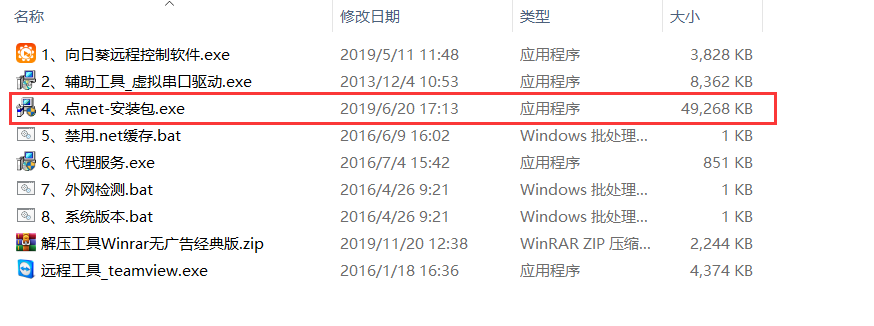 名称 修改日期 类型 大小
1、向日葵远程控制软件.exe 2019/5/11 11:48 应用程序 3,828 KB
2、辅助工具_虚拟串口驱动.exe 2013/12/4 10:53 应用程序 8,362 KB
4、点net-安装包.exe 2019/6/20 17:13 应用程序 49,268 KB
5、禁用.net缓存.bat 2016/6/9 16:02 Windows 批处理... 1 KB
6、代理服务.exe 2016/7/4 15:42 应用程序 851 KB
7、外网检测.bat 2016/4/26 9:21 Windows 批处理... 1 KB
8、系统版本.bat 2016/4/26 9:21 Windows 批处理... 1 KB
解压工具Winrar无广告经典版.zip 2019/11/20 12:38 WinRAR ZIP 压缩... 2,244 KB
远程工具_teamview.exe 2016/1/18 16:36 应用程序 4,374 KB